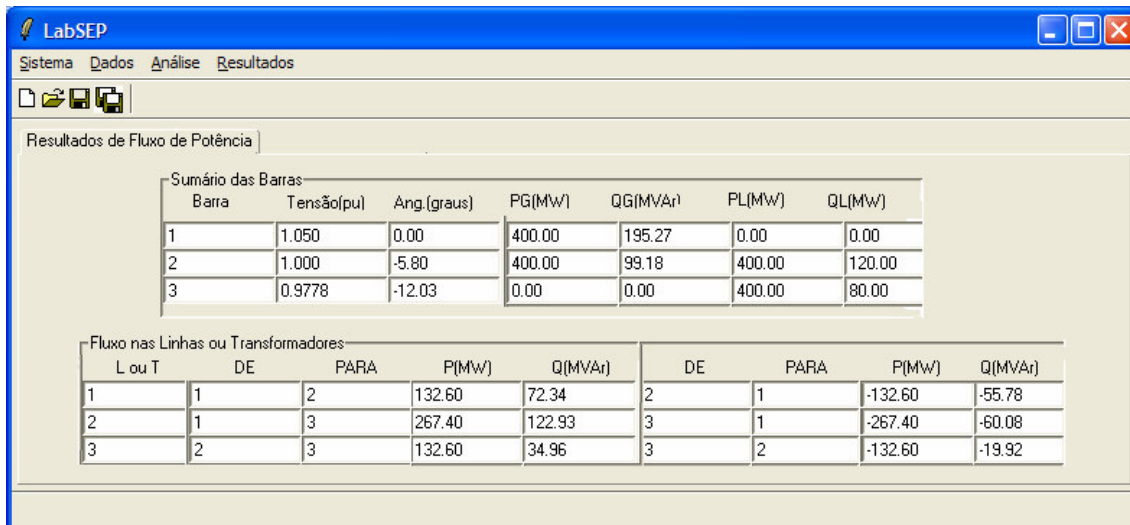 LabSEP
Sistema Dados Análise Resultados
Resultados de Fluxo de Potência
Sumário das Barras
Barra Tensão(pu) Ang.(graus) PG(MW) QG(MVAr) PL(MW) QL(MW)
1 1.050 0.00 400.00 195.27 0.00 0.00
2 1.000 -5.80 400.00 99.18 400.00 120.00
3 0.9778 -12.03 0.00 0.00 400.00 80.00
Fluxo nas Linhas ou Transformadores
L ou T DE PARA P(MW) Q(MVAr) DE PARA P(MW) Q(MVAr)
1 1 2 132.60 72.34 2 1 -132.60 -55.78
2 1 3 267.40 122.93 3 1 -267.40 -60.08
3 2 3 132.60 34.96 3 2 -132.60 -19.92